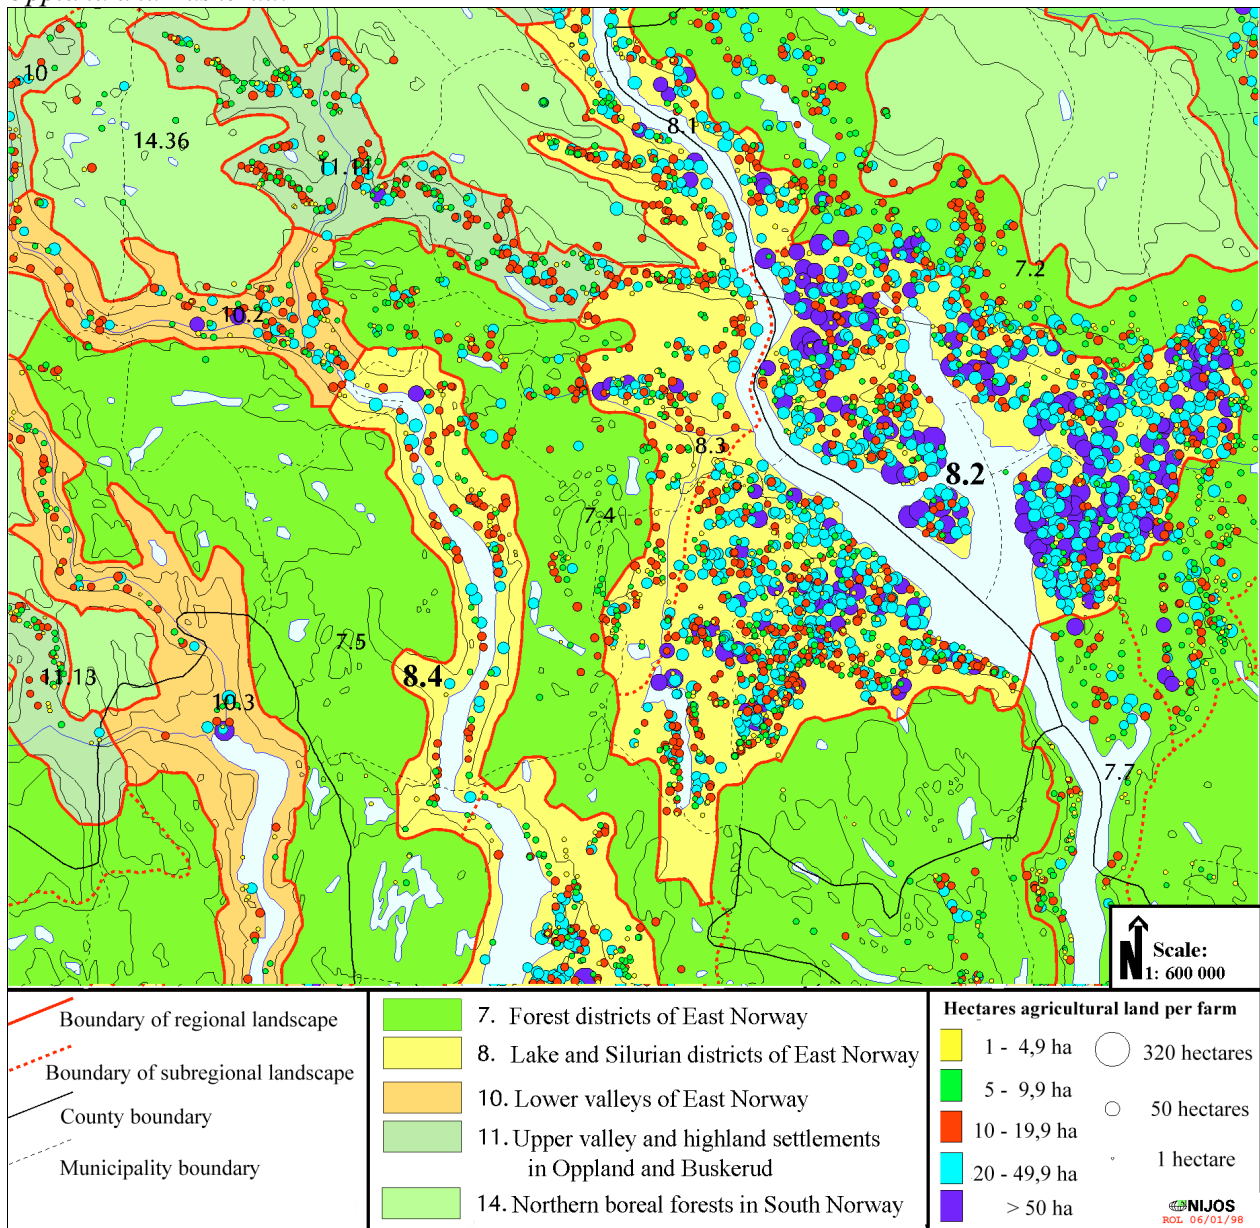 10
14.36
11.11
8.1
7.2
10.2
8.3
8.2
7.4
7.5
8.4
11.13
10.3
7.7
N
Scale:
1: 600 000
Boundary of regional landscape
Boundary of subregional landscape
County boundary
Municipality boundary
7. Forest districts of East Norway
8. Lake and Silurian districts of East Norway
10. Lower valleys of East Norway
11. Upper valley and highland settlements
in Oppland and Buskerud
14. Northern boreal forests in South Norway
Hectares agricultural land per farm
1 - 4,9 ha
5 - 9,9 ha
10 - 19,9 ha
20 - 49,9 ha
> 50 ha
320 hectares
50 hectares
1 hectare
NIJOS
ROL 06/01/98